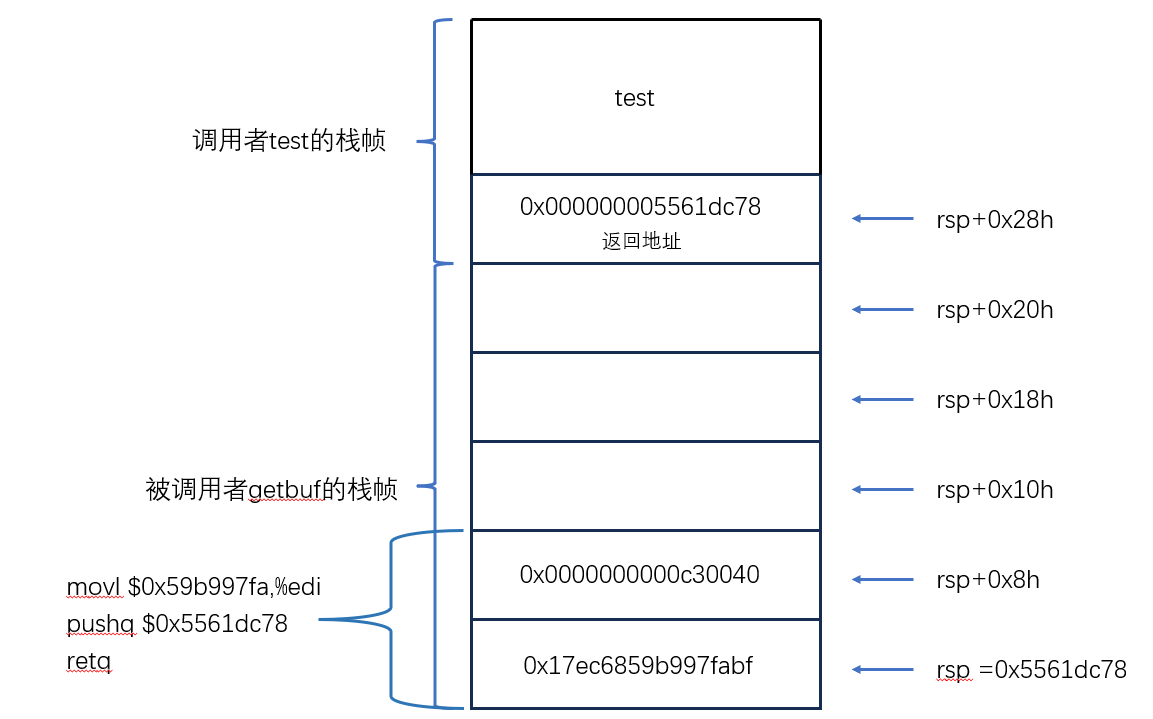 test
调用者test的栈帧
0x000000005561dc78
返回地址
rsp+0x28h
rsp+0x20h
rsp+0x18h
被调用者getbuf的栈帧
rsp+0x10h
movl $0x59b997fa,%edi
pushq $0x5561dc78
retq
0x0000000000c30040
rsp+0x8h
0x17ec6859b997fabf
rsp =0x5561dc78